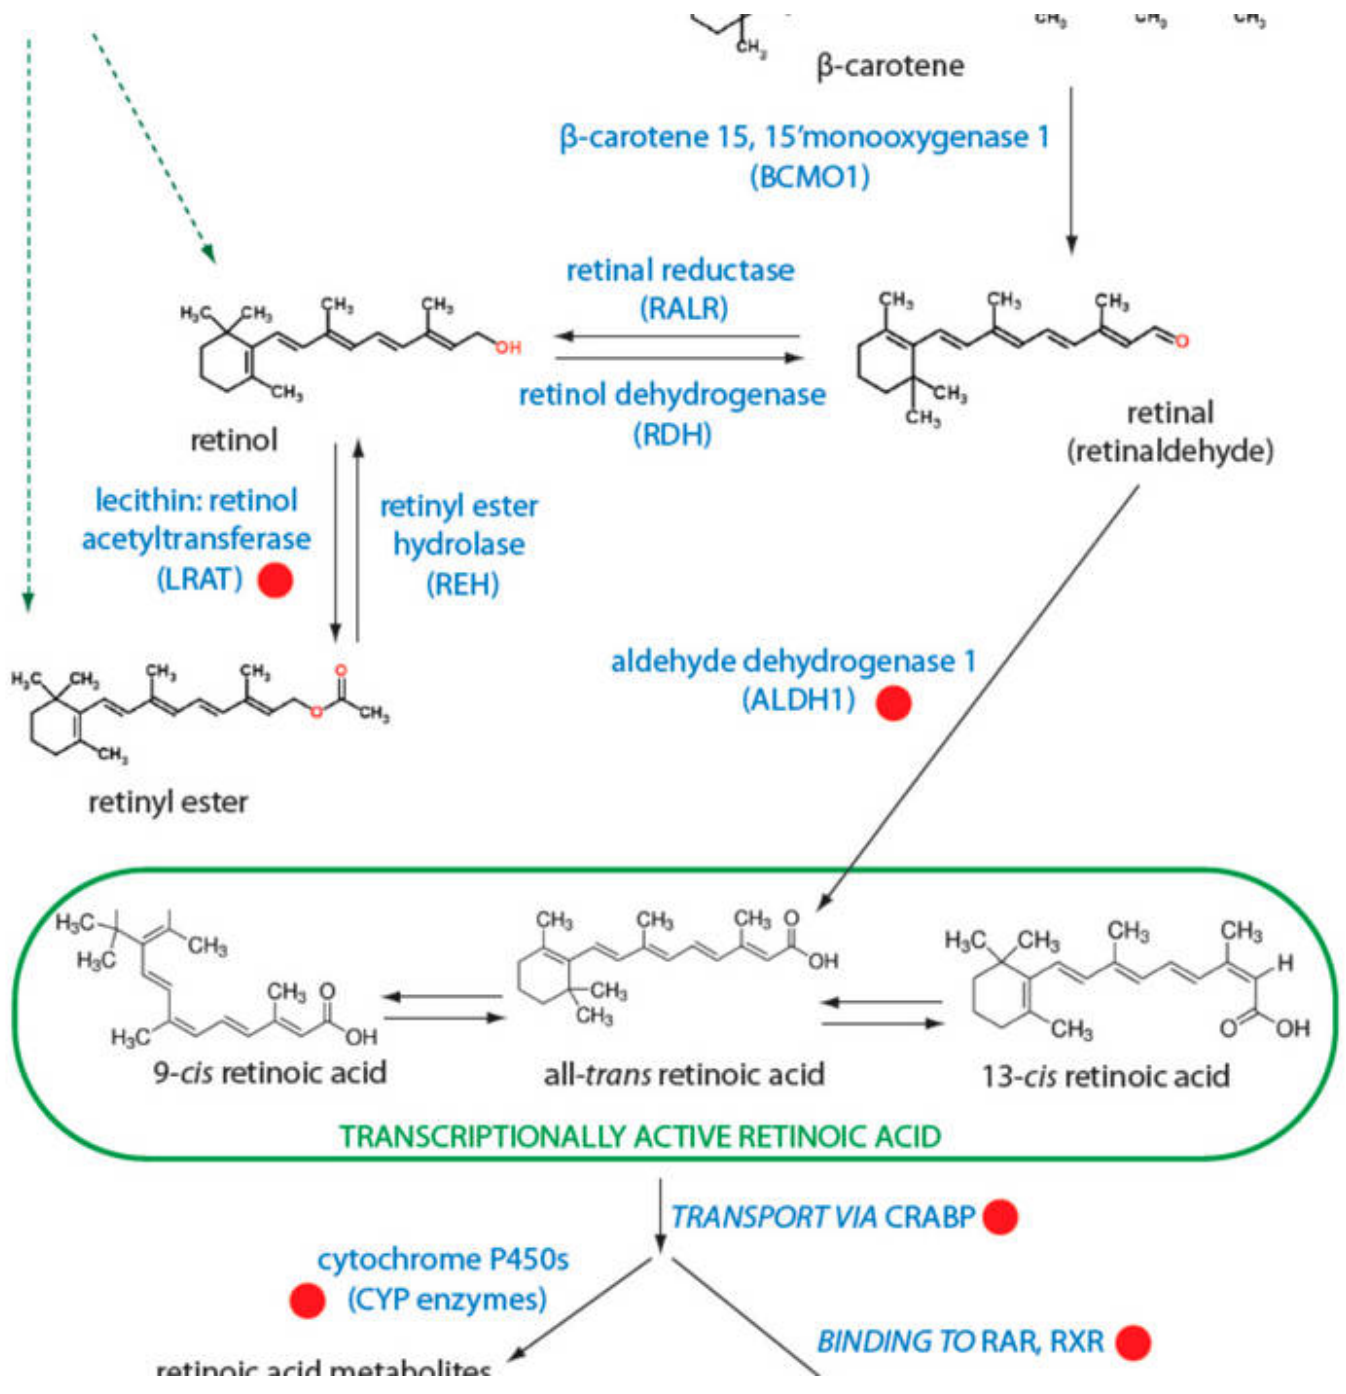 CH₃ CH₃ CH₃
CH₃
β-carotene
β-carotene 15, 15′monooxygenase 1
(BCMO1)
retinal reductase
(RALR)
H₃C CH₃ CH₃ CH₃
OH
CH₃
retinol
retinol dehydrogenase
(RDH)
CH₃ CH₃ CH₃
O
CH₃
CH₃
retinal
(retinaldehyde)
lecithin: retinol
acetyltransferase
(LRAT)
retinyl ester
hydrolase
(REH)
H₃C CH₃ CH₃ CH₃ O
O CH₃
CH₃
retinyl ester
aldehyde dehydrogenase 1
(ALDH1)
H₃C CH₃
H₃C
CH₃ O
H₃C OH
9-cis retinoic acid
CH₃ CH₃ CH₃ O
OH
CH₃
CH₃
all-trans retinoic acid
H₃C CH₃ CH₃ CH₃
H
CH₃ O OH
13-cis retinoic acid
TRANSCRIPTIONALLY ACTIVE RETINOIC ACID
TRANSPORT VIA CRABP
cytochrome P450s
(CYP enzymes)
BINDING TO RAR, RXR
retinoic acid metabolites